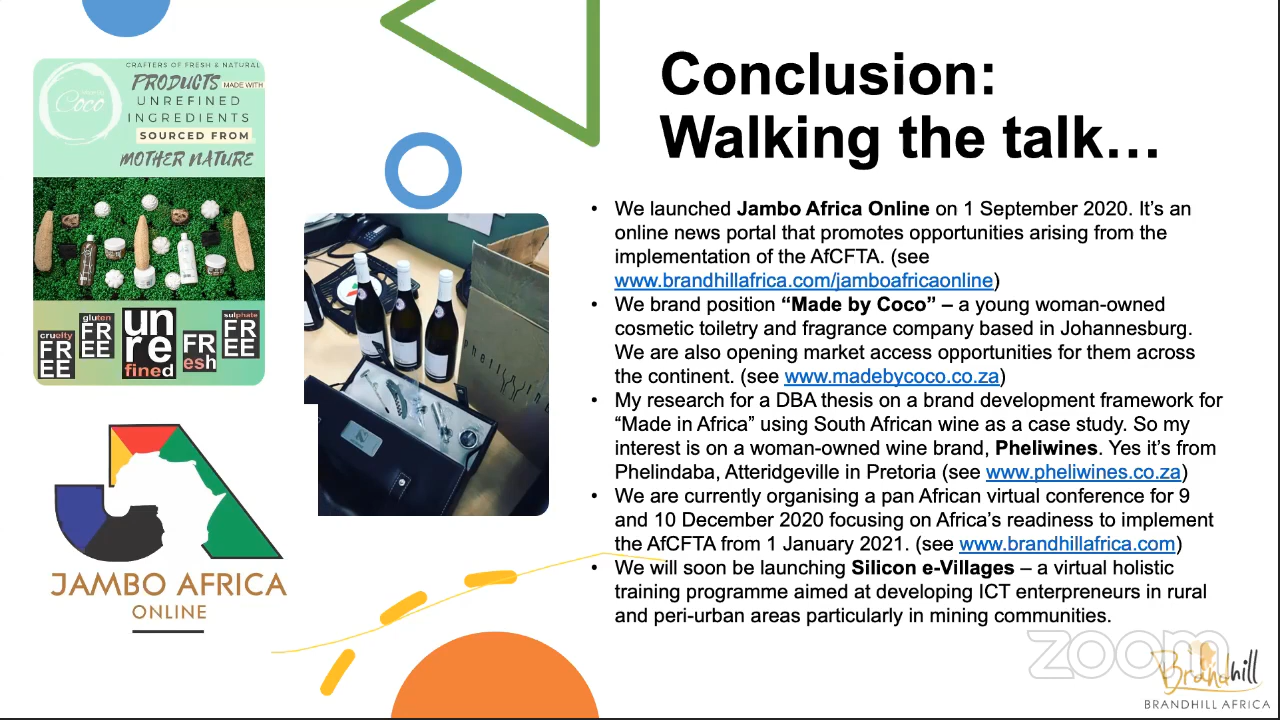 CRAFTERS OF FRESH & NATURAL
PRODUCTS MADE WITH
UNREFINED
INGREDIENTS
SOURCED FROM
MOTHER NATURE
Coco
cruelty
FREE
gluten
FREE
unrefined
FResh
sulphate
FREE
JAMBO AFRICA
ONLINE
Conclusion:
Walking the talk…
• We launched Jambo Africa Online on 1 September 2020. It’s an
online news portal that promotes opportunities arising from the
implementation of the AfCFTA. (see
www.brandhillafrica.com/jamboafricaonline)
• We brand position “Made by Coco” – a young woman-owned
cosmetic toiletry and fragrance company based in Johannesburg.
We are also opening market access opportunities for them across
the continent. (see www.madebycoco.co.za)
• My research for a DBA thesis on a brand development framework for
“Made in Africa” using South African wine as a case study. So my
interest is on a woman-owned wine brand, Pheliwines. Yes it’s from
Phelindaba, Atteridgeville in Pretoria (see www.pheliwines.co.za)
• We are currently organising a pan African virtual conference for 9
and 10 December 2020 focusing on Africa’s readiness to implement
the AfCFTA from 1 January 2021. (see www.brandhillafrica.com)
• We will soon be launching Silicon e-Villages – a virtual holistic
training programme aimed at developing ICT enterpreneurs in rural
and peri-urban areas particularly in mining communities.
zoom
Brandhill
BRANDHILL AFRICA